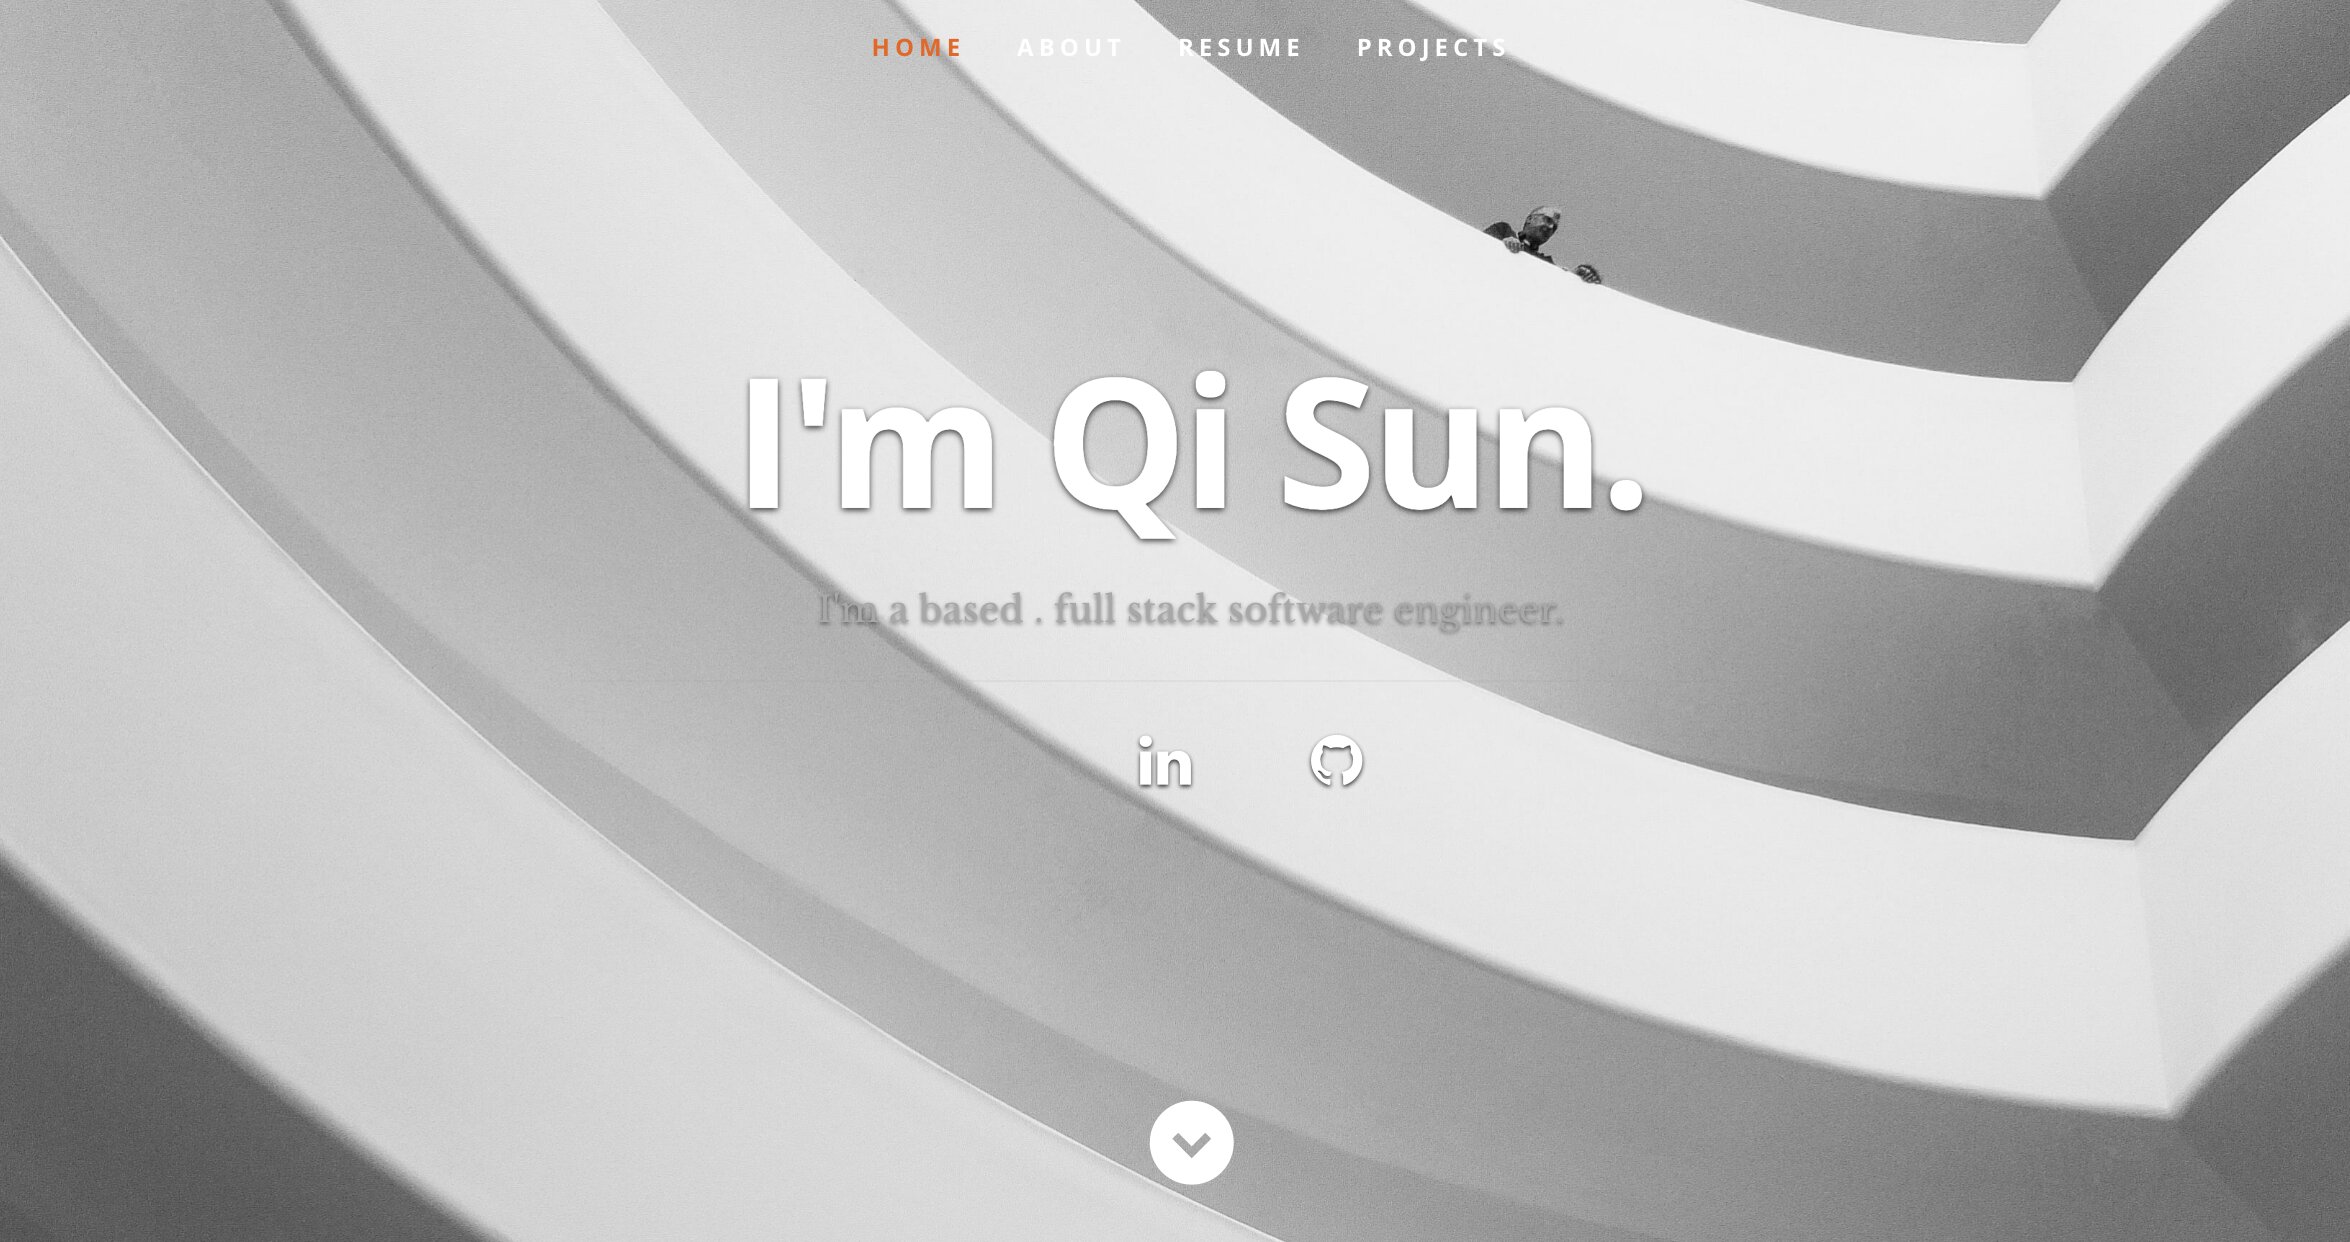 HOME ABOUT RESUME PROJECTS
I'm Qi Sun.
I'm a based . full stack software engineer.
in